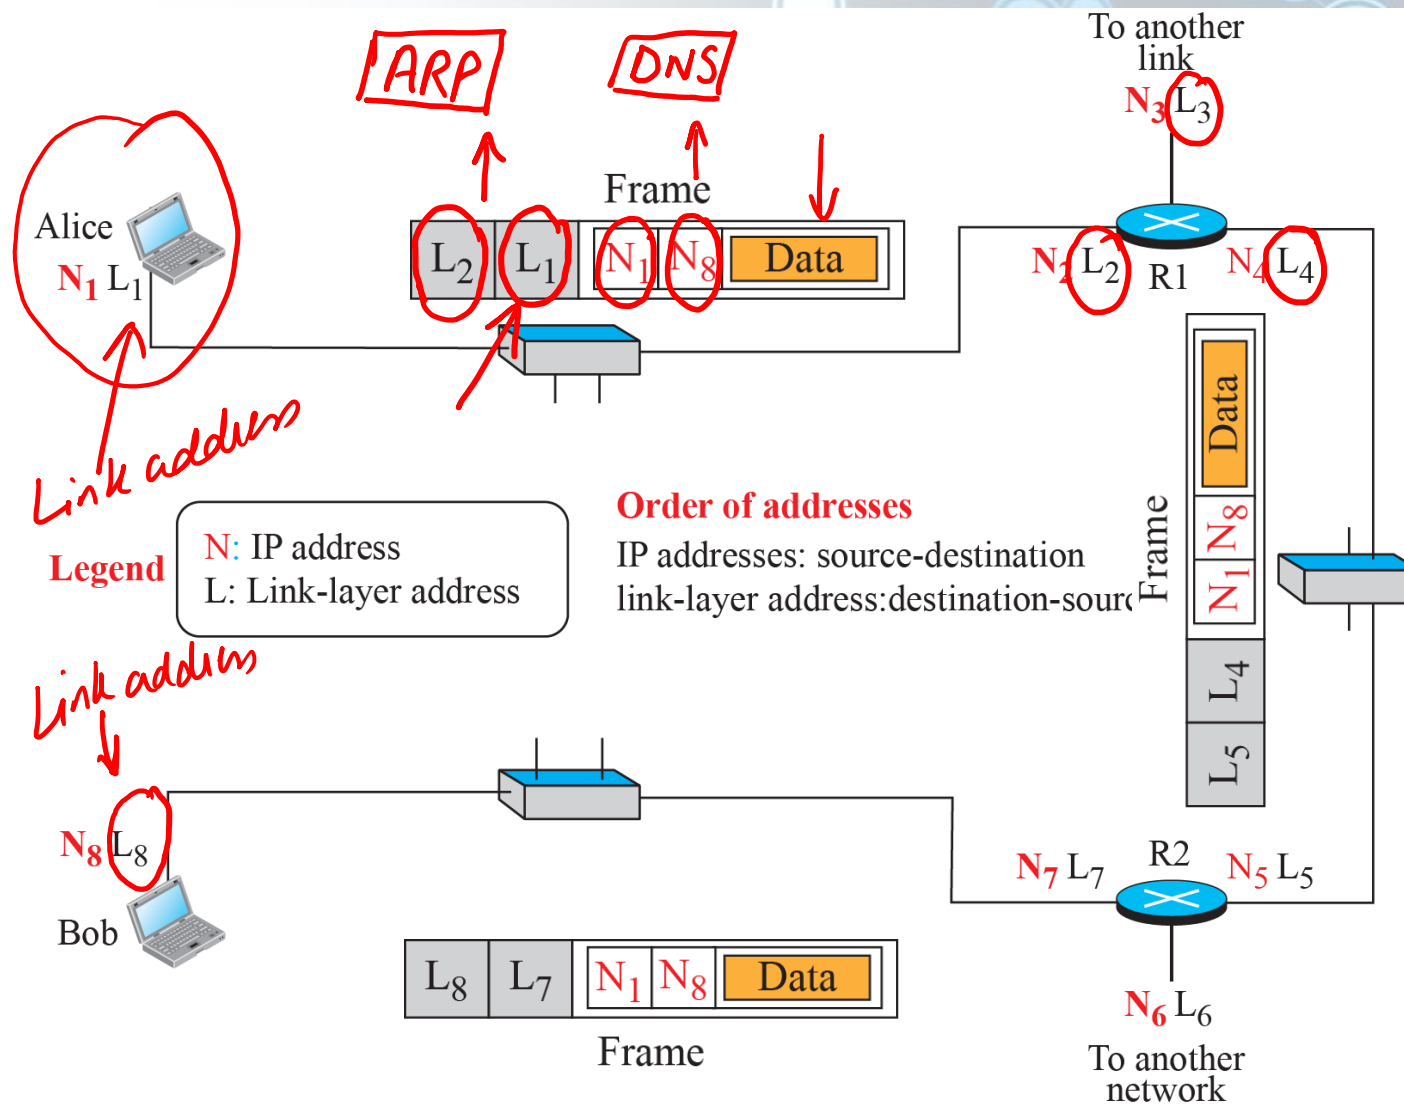 To another
link
N3 L3
ARP
DNS
Frame
Alice
N1 L1
L2 L1 N1 N8 Data
N2 L2
R1
N4 L4
Link address
Legend
N: IP address
L: Link-layer address
Order of addresses
IP addresses: source-destination
link-layer address:destination-sourc
Frame
Data
N8
N1
L4
L5
Link address
N8 L8
Bob
N7 L7
R2
N5 L5
L8 L7 N1 N8 Data
Frame
N6 L6
To another
network